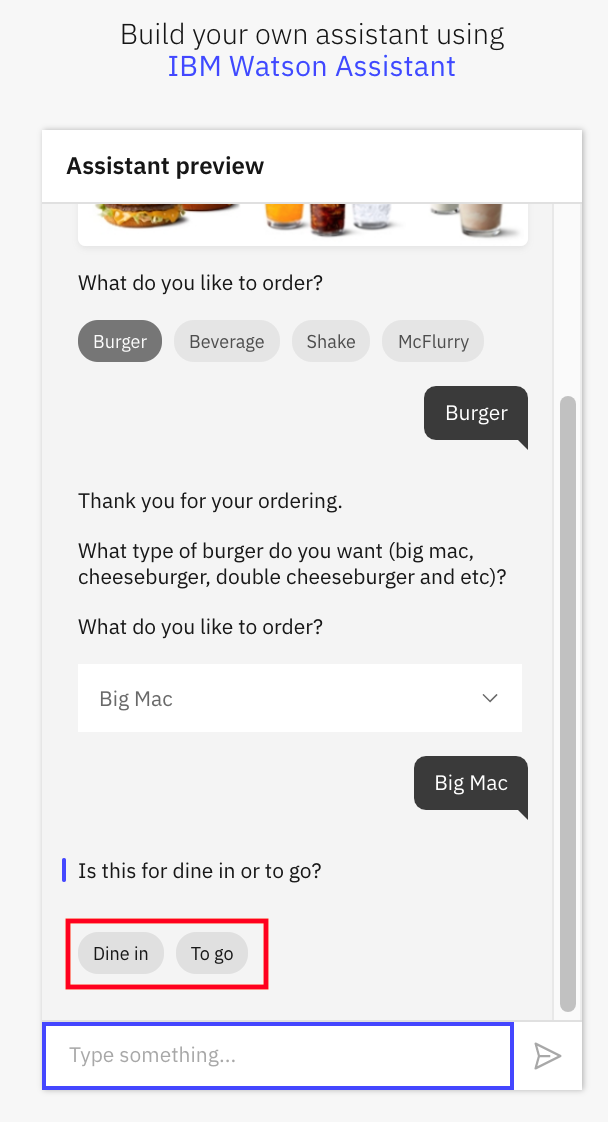 Build your own assistant using
IBM Watson Assistant
Assistant preview
What do you like to order?
Burger Beverage Shake McFlurry
Burger
Thank you for your ordering.
What type of burger do you want (big mac,
cheeseburger, double cheeseburger and etc)?
What do you like to order?
Big Mac
Big Mac
Is this for dine in or to go?
Dine in To go
Type something...